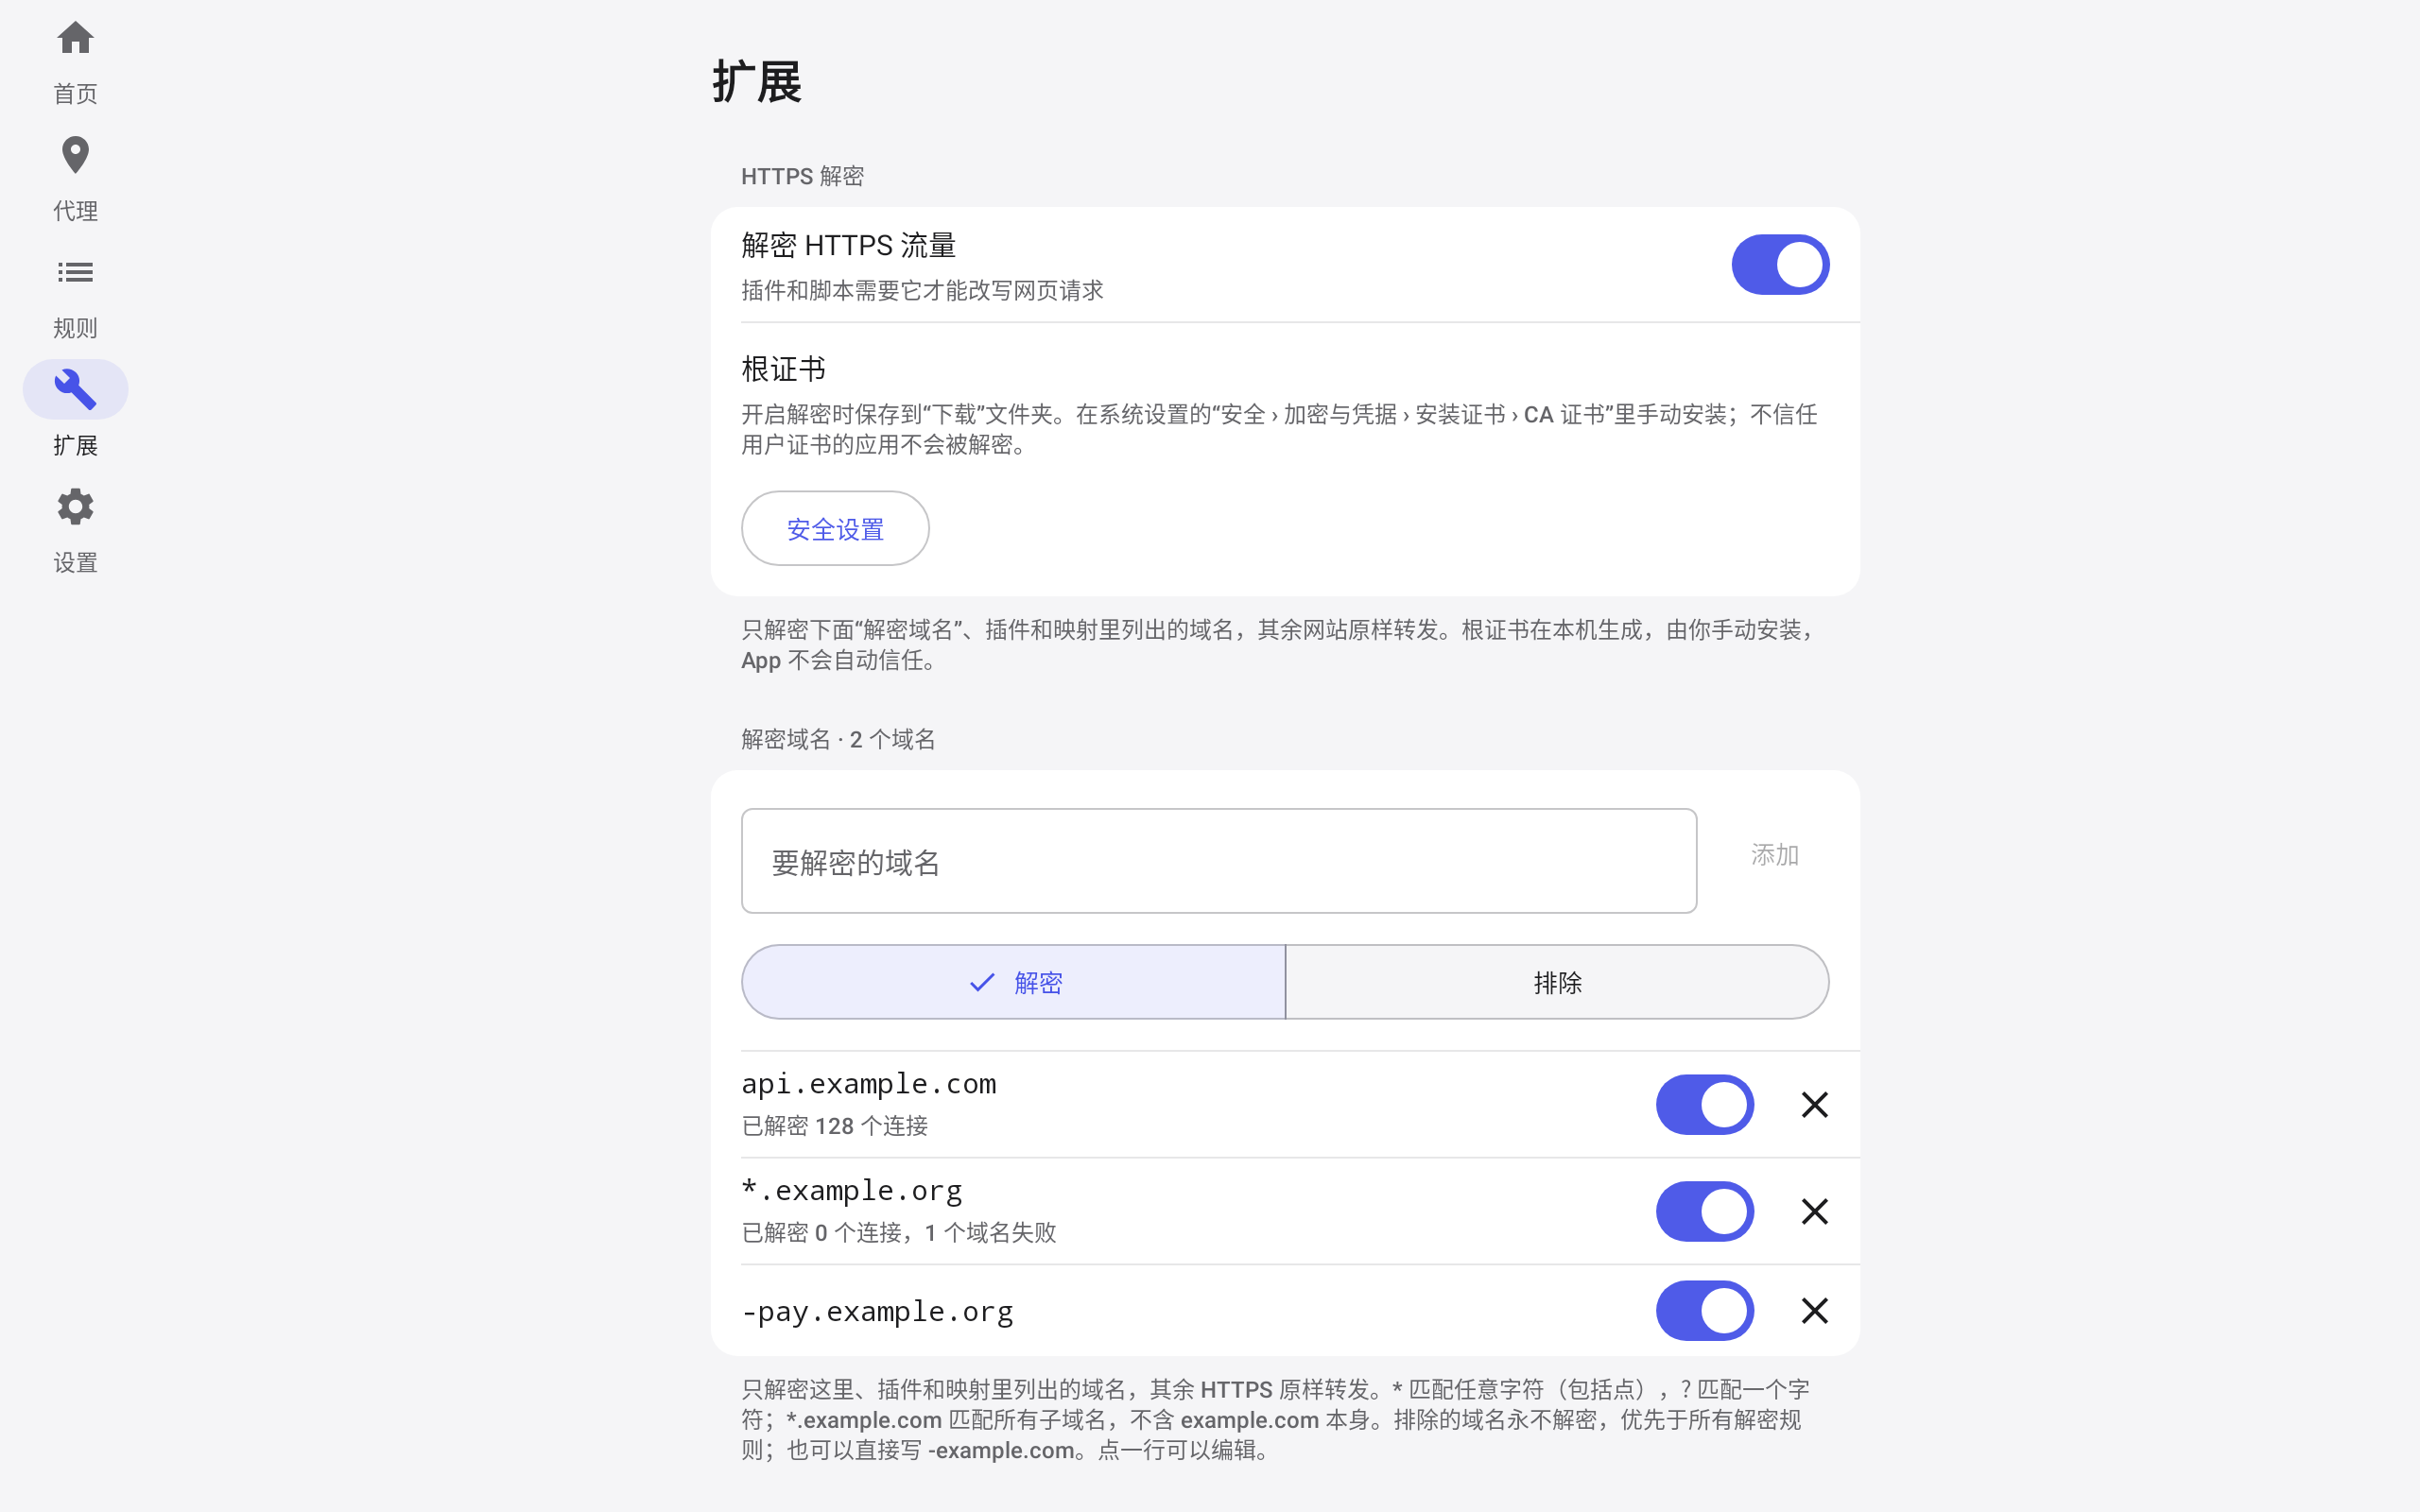 首页
代理
规则
扩展
设置
扩展
HTTPS 解密
解密 HTTPS 流量
插件和脚本需要它才能改写网页请求
根证书
开启解密时保存到“下载”文件夹。在系统设置的“安全 › 加密与凭据 › 安装证书 › CA 证书”里手动安装；不信任
用户证书的应用不会被解密。
安全设置
只解密下面“解密域名”、插件和映射里列出的域名，其余网站原样转发。根证书在本机生成，由你手动安装，
App 不会自动信任。
解密域名 · 2 个域名
要解密的域名
添加
解密
排除
api.example.com
已解密 128 个连接
*.example.org
已解密 0 个连接，1 个域名失败
-pay.example.org
只解密这里、插件和映射里列出的域名，其余 HTTPS 原样转发。* 匹配任意字符（包括点），? 匹配一个字
符；*.example.com 匹配所有子域名，不含 example.com 本身。排除的域名永不解密，优先于所有解密规
则；也可以直接写 -example.com。点一行可以编辑。